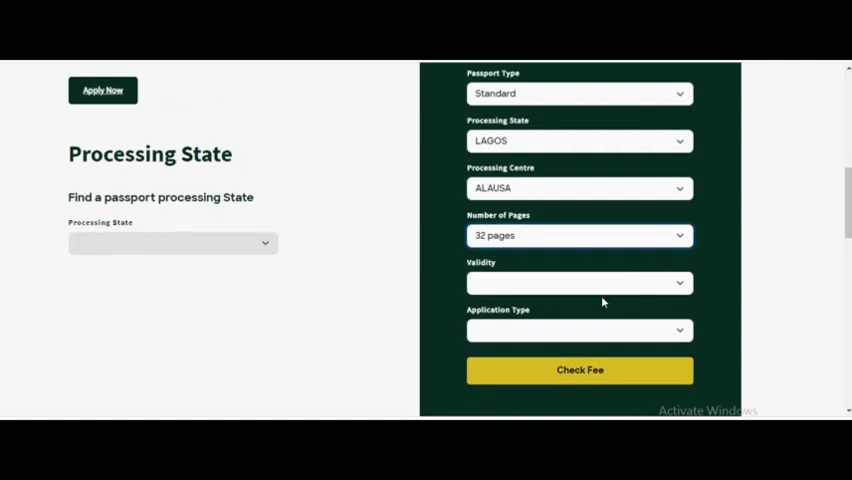 Apply Now
Processing State
Find a passport processing State
Processing State
Passport Type
Standard
Processing State
LAGOS
Processing Centre
ALAUSA
Number of Pages
32 pages
Validity
Application Type
Check Fee
Activate Windows